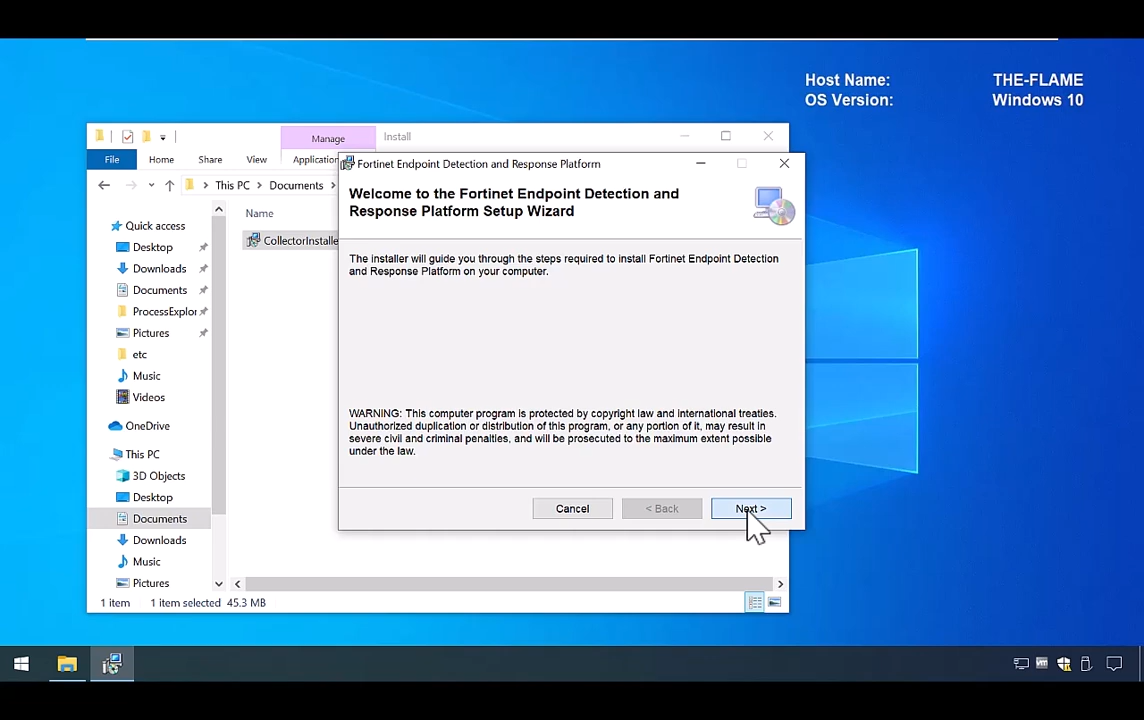 Host Name: THE-FLAME
OS Version: Windows 10
Manage Install
File Home Share View Application
This PC Documents
Quick access
Desktop
Downloads
Documents
ProcessExplor
Pictures
etc
Music
Videos
OneDrive
This PC
3D Objects
Desktop
Documents
Downloads
Music
Pictures
Name
CollectorInstalle
1 item 1 item selected 45.3 MB
Fortinet Endpoint Detection and Response Platform
Welcome to the Fortinet Endpoint Detection and
Response Platform Setup Wizard
The installer will guide you through the steps required to install Fortinet Endpoint Detection
and Response Platform on your computer.
WARNING: This computer program is protected by copyright law and international treaties.
Unauthorized duplication or distribution of this program, or any portion of it, may result in
severe civil and criminal penalties, and will be prosecuted to the maximum extent possible
under the law.
Cancel < Back Next >